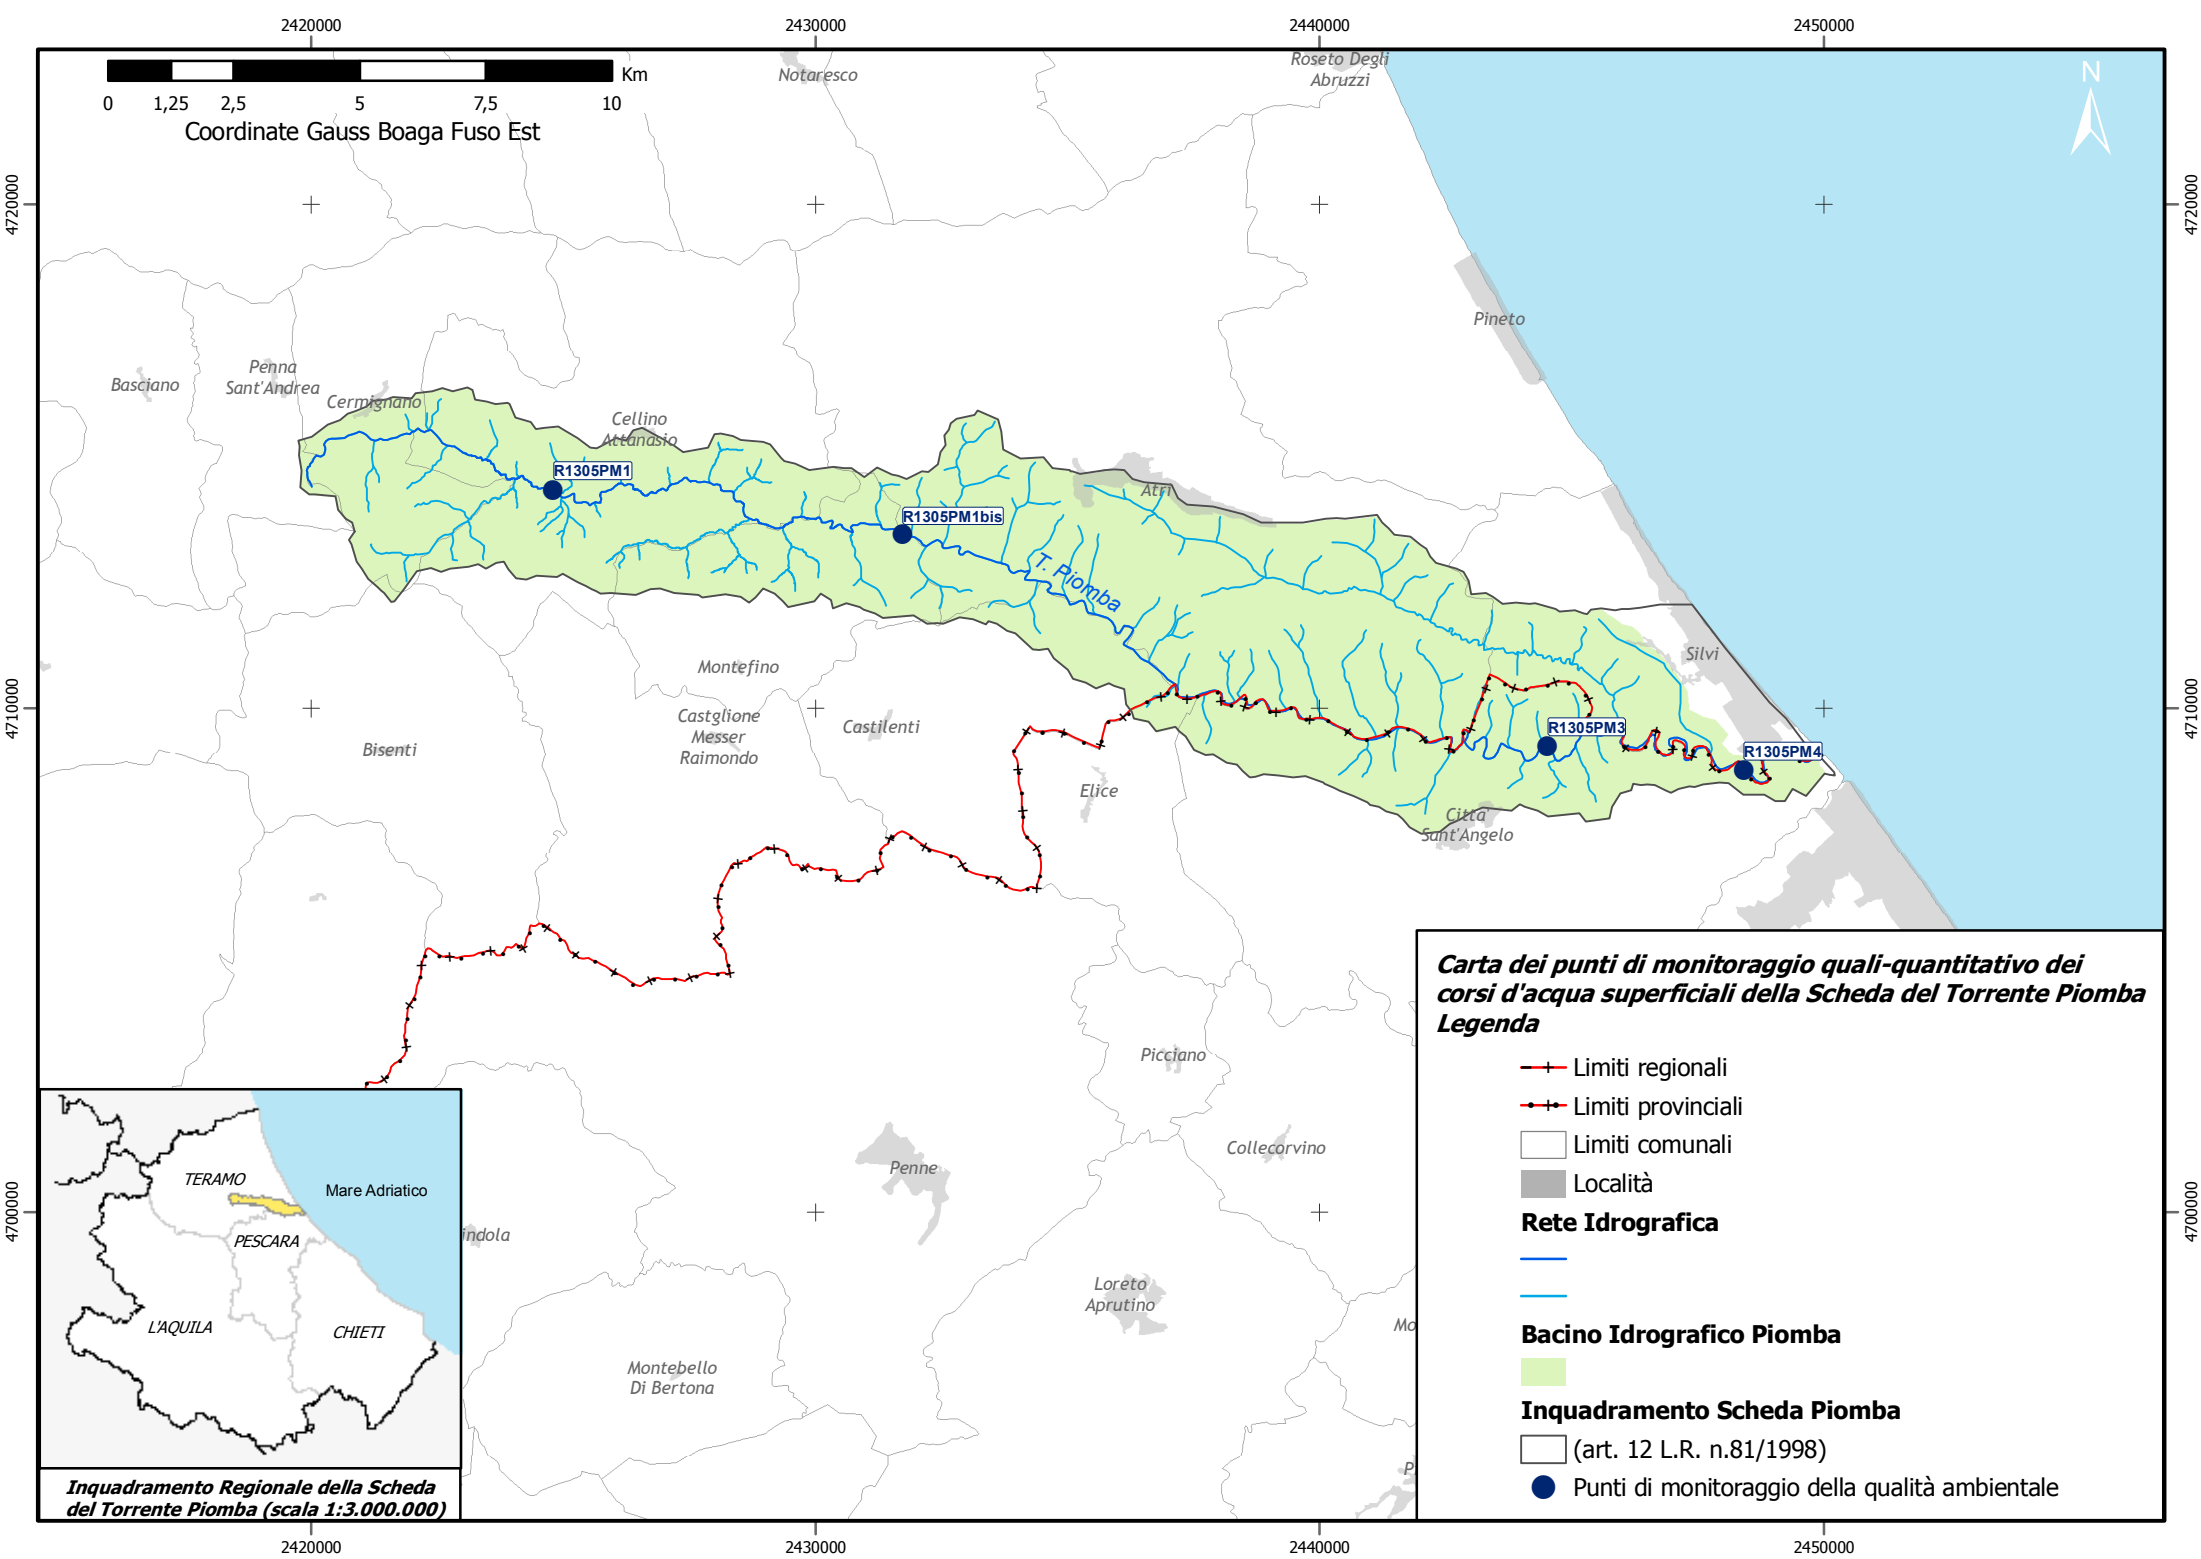 2420000
2430000
2440000
2450000
Km
0 1,25 2,5 5 7,5 10
Coordinate Gauss Boaga Fuso Est
N
4720000
4720000
4710000
4710000
4700000
4700000
Notaresco
Roseto Degli
Abruzzi
Pineto
Basciano
Penna
Sant'Andrea
Cermignano
Cellino
Attanasio
R1305PM1
R1305PM1bis
Atri
T. Piomba
Silvi
Montefino
Castglione
Messer
Raimondo
Castilenti
Bisenti
Elice
R1305PM3
R1305PM4
Citta'
Sant'Angelo
Picciano
Collecorvino
Penne
indola
Loreto
Aprutino
Mo
Montebello
Di Bertona
P
TERAMO
Mare Adriatico
PESCARA
L'AQUILA
CHIETI
Inquadramento Regionale della Scheda
del Torrente Piomba (scala 1:3.000.000)
Carta dei punti di monitoraggio quali-quantitativo dei
corsi d'acqua superficiali della Scheda del Torrente Piomba
Legenda
Limiti regionali
Limiti provinciali
Limiti comunali
Località
Rete Idrografica
Bacino Idrografico Piomba
Inquadramento Scheda Piomba
(art. 12 L.R. n.81/1998)
Punti di monitoraggio della qualità ambientale
2420000
2430000
2440000
2450000